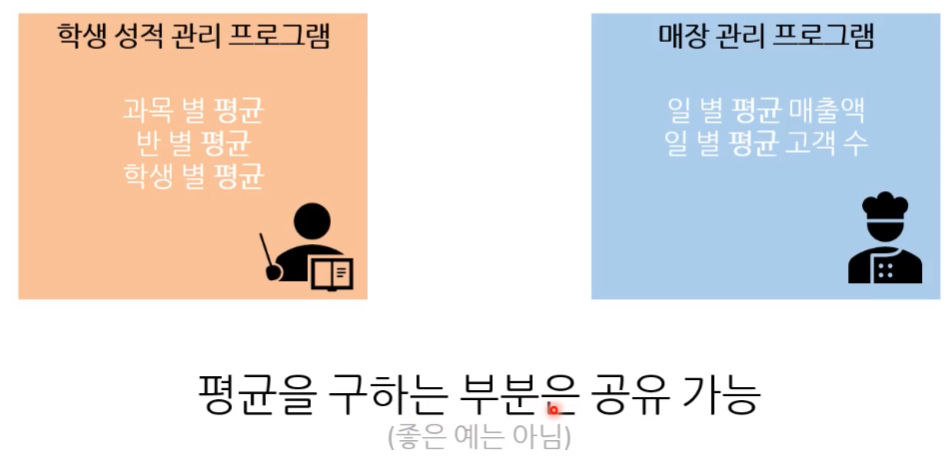 학생 성적 관리 프로그램
과목 별 평균
반 별 평균
학생 별 평균
매장 관리 프로그램
일 별 평균 매출액
일 별 평균 고객 수
평균을 구하는 부분은 공유 가능
(좋은 예는 아님)